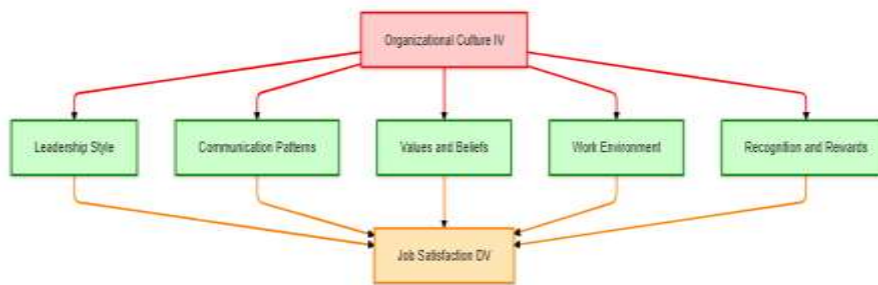 Organizational Culture IV
Leadership Style
Communication Patterns
Values and Beliefs
Work Environment
Recognition and Rewards
Job Satisfaction DV